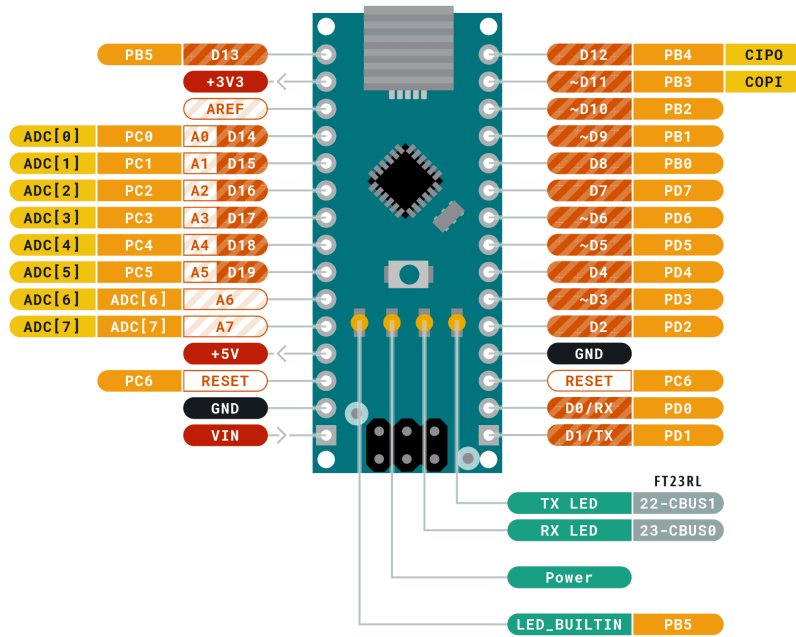 PB5 D13 D12 PB4 CIPO
+3V3 ~D11 PB3 COPI
AREF ~D10 PB2
ADC[0] PC0 A0 D14 ~D9 PB1
ADC[1] PC1 A1 D15 D8 PB0
ADC[2] PC2 A2 D16 D7 PD7
ADC[3] PC3 A3 D17 ~D6 PD6
ADC[4] PC4 A4 D18 ~D5 PD5
ADC[5] PC5 A5 D19 D4 PD4
ADC[6] ADC[6] A6 ~D3 PD3
ADC[7] ADC[7] A7 D2 PD2
+5V GND
PC6 RESET RESET PC6
GND D0/RX PD0
VIN D1/TX PD1
FT23RL
TX LED 22-CBUS1
RX LED 23-CBUS0
Power
LED_BUILTIN PB5